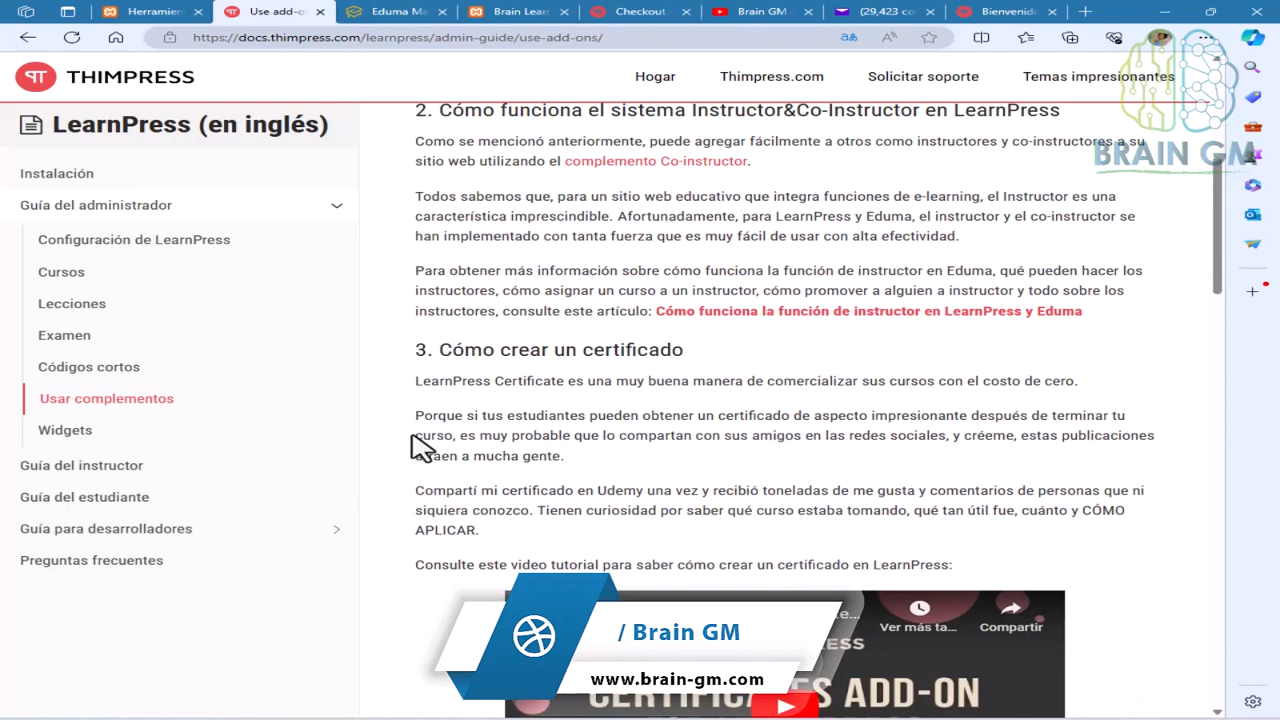 Herramien
Use add-c
Eduma Ma
Brain Lear
Checkout
Brain GM
(29,423 co
Bienvenida
https://docs.thimpress.com/learnpress/admin-guide/use-add-ons/
THIMPRESS
Hogar
Thimpress.com
Solicitar soporte
Temas impresionantes
BRAIN GM
LearnPress (en inglés)
Instalación
Guía del administrador
Configuración de LearnPress
Cursos
Lecciones
Examen
Códigos cortos
Usar complementos
Widgets
Guía del instructor
Guía del estudiante
Guía para desarrolladores
Preguntas frecuentes
2. Cómo funciona el sistema Instructor&Co-Instructor en LearnPress
Como se mencionó anteriormente, puede agregar fácilmente a otros como instructores y co-instructores a su
sitio web utilizando el complemento Co-instructor.
Todos sabemos que, para un sitio web educativo que integra funciones de e-learning, el Instructor es una
característica imprescindible. Afortunadamente, para LearnPress y Eduma, el instructor y el co-instructor se
han implementado con tanta fuerza que es muy fácil de usar con alta efectividad.
Para obtener más información sobre cómo funciona la función de instructor en Eduma, qué pueden hacer los
instructores, cómo asignar un curso a un instructor, cómo promover a alguien a instructor y todo sobre los
instructores, consulte este artículo: Cómo funciona la función de instructor en LearnPress y Eduma
3. Cómo crear un certificado
LearnPress Certificate es una muy buena manera de comercializar sus cursos con el costo de cero.
Porque si tus estudiantes pueden obtener un certificado de aspecto impresionante después de terminar tu
curso, es muy probable que lo compartan con sus amigos en las redes sociales, y créeme, estas publicaciones
atraen a mucha gente.
Compartí mi certificado en Udemy una vez y recibió toneladas de me gusta y comentarios de personas que ni
siquiera conozco. Tienen curiosidad por saber qué curso estaba tomando, qué tan útil fue, cuánto y CÓMO
APLICAR.
Consulte este video tutorial para saber cómo crear un certificado en LearnPress:
Ver más ta...
Compartir
/ Brain GM
www.brain-gm.com
ADD-ON